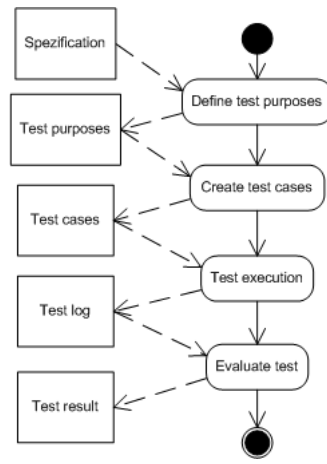 Spezification
Define test purposes
Test purposes
Create test cases
Test cases
Test execution
Test log
Evaluate test
Test result